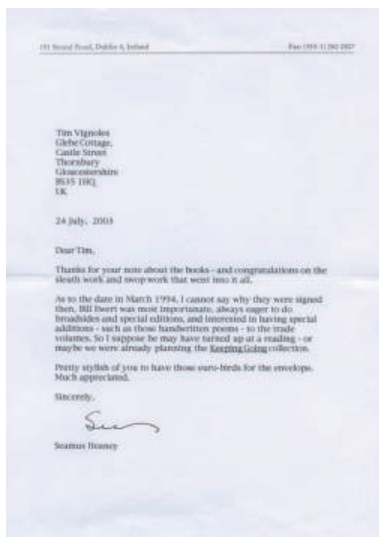 191 Strand Road, Dublin 4, Ireland
Fax (353-1)
Tim Vignoles
Glebe Cottage,
Castle Street
Thornbury
Gloucestershire
BS35 1HQ
UK
24 July, 2003
Dear Tim,
Thanks for your note about the books - and congratulations on the
sleuth work and swop work that went into it all.
As to the date in March 1994, I cannot say why they were signed
then, Bill Ewert was most importunate, always eager to do
broadsides and special editions, and interested in having special
additions - such as those handwritten poems - to the trade
volumes. So I suppose he may have turned up at a reading - or
maybe we were already planning the Keeping Going collection.
Pretty stylish of you to have those euro-birds for the envelope.
Much appreciated.
Sincerely,
Seamus Heaney